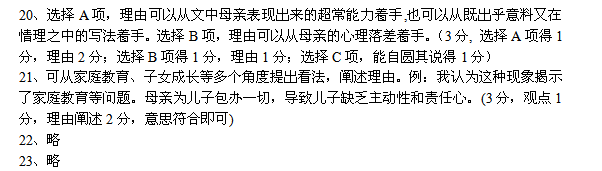 20、选择 A 项，理由可以从文中母亲表现出来的超常能力着手,也可以从既出乎意料又在
情理之中的写法着手。选择 B 项，理由可以从母亲的心理落差着手。（3 分, 选择 A 项得 1
分，理由 2 分；选择 B 项得 1 分，理由 1 分；选择 C 项，能自圆其说得 1 分）
21、可从家庭教育、子女成长等多个角度提出看法，阐述理由。例：我认为这种现象揭示
了家庭教育等问题。母亲为儿子包办一切，导致儿子缺乏主动性和责任心。(3 分，观点 1
分，理由阐述 2 分，意思符合即可)
22、略
23、略